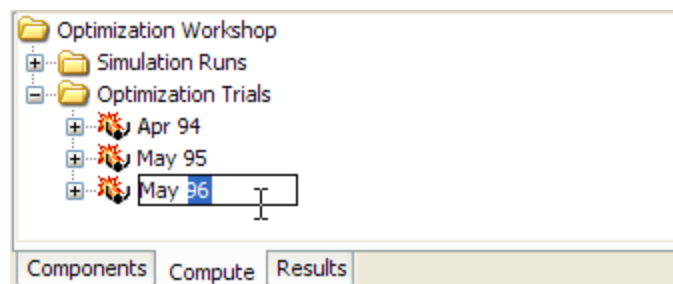 Optimization Workshop
Simulation Runs
Optimization Trials
Apr 94
May 95
May 96
Components Compute Results